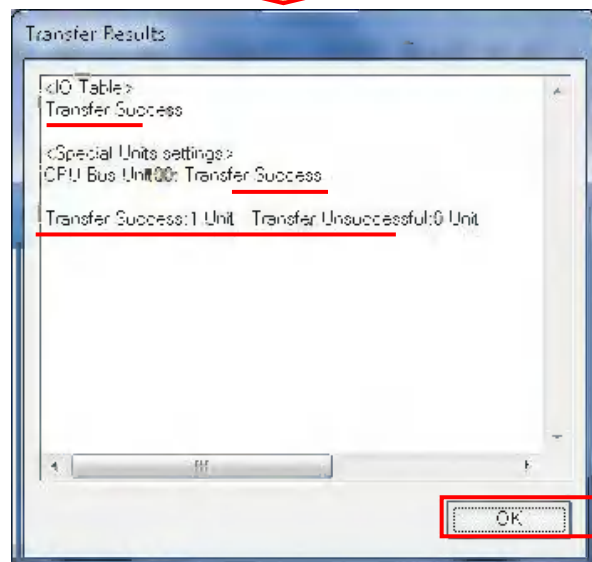 Transfer Results
<IO Table>
Transfer Success
<Special Units settings>
CPU Bus Unit00: Transfer Success
Transfer Success:1 Unit Transfer Unsuccessful:0 Unit
OK